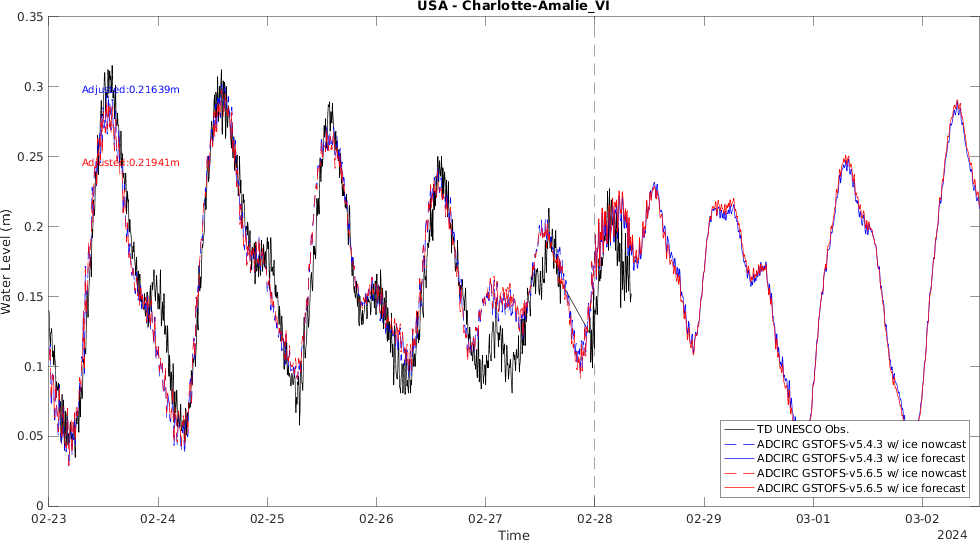 USA - Charlotte-Amalie_VI
0.35
0.3
0.25
0.2
0.15
0.1
0.05
0
Water Level (m)
Adjusted:0.21639m
Adjusted:0.21941m
TD UNESCO Obs.
ADCIRC GSTOFS-v5.4.3 w/ ice nowcast
ADCIRC GSTOFS-v5.4.3 w/ ice forecast
ADCIRC GSTOFS-v5.6.5 w/ ice nowcast
ADCIRC GSTOFS-v5.6.5 w/ ice forecast
02-23 02-24 02-25 02-26 02-27 02-28 02-29 03-01 03-02
Time
2024